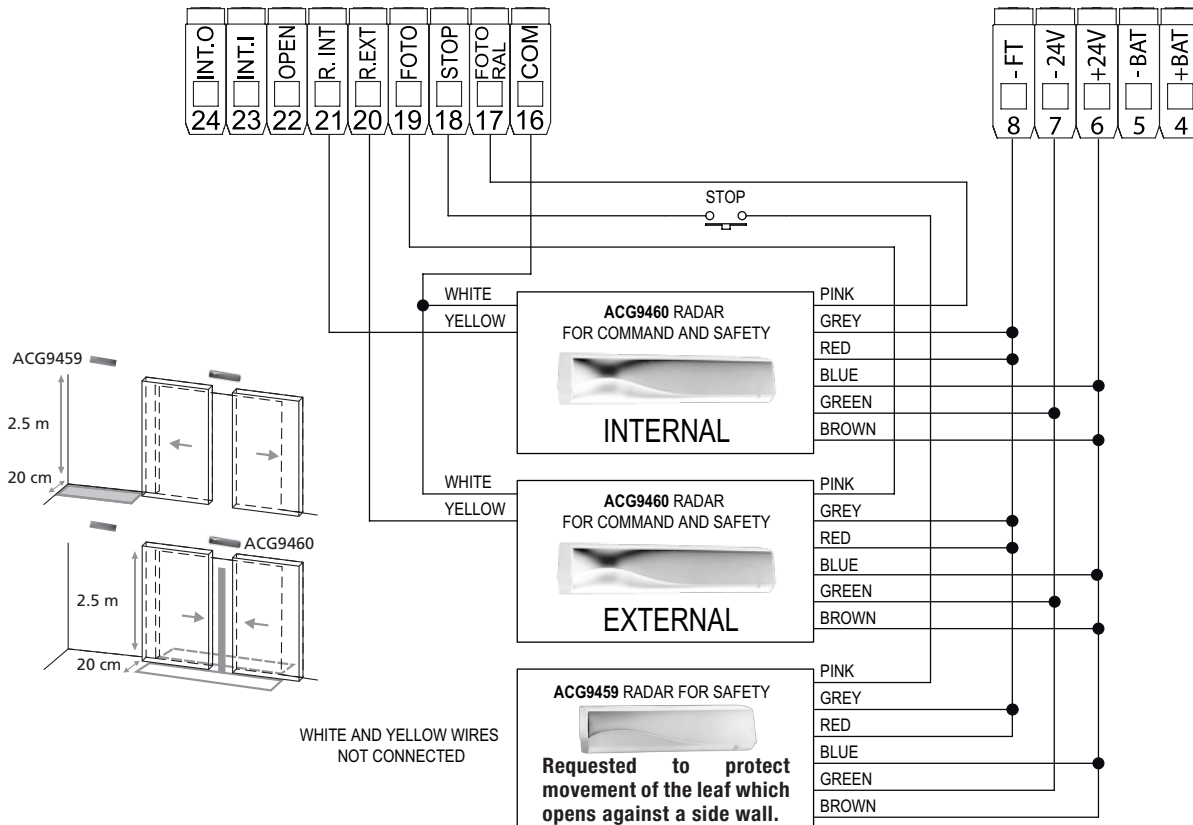 INT.O
INT.I
OPEN
R. INT
R.EXT
FOTO
STOP
FOTO RAL
COM
24
23
22
21
20
19
18
17
16
- FT
- 24V
+24V
- BAT
+BAT
8
7
6
5
4
STOP
WHITE
YELLOW
ACG9460 RADAR
FOR COMMAND AND SAFETY
INTERNAL
PINK
GREY
RED
BLUE
GREEN
BROWN
ACG9459
2.5 m
20 cm
WHITE
YELLOW
ACG9460 RADAR
FOR COMMAND AND SAFETY
EXTERNAL
PINK
GREY
RED
BLUE
GREEN
BROWN
ACG9460
2.5 m
20 cm
WHITE AND YELLOW WIRES
NOT CONNECTED
ACG9459 RADAR FOR SAFETY
Requested to protect
movement of the leaf which
opens against a side wall.
PINK
GREY
RED
BLUE
GREEN
BROWN